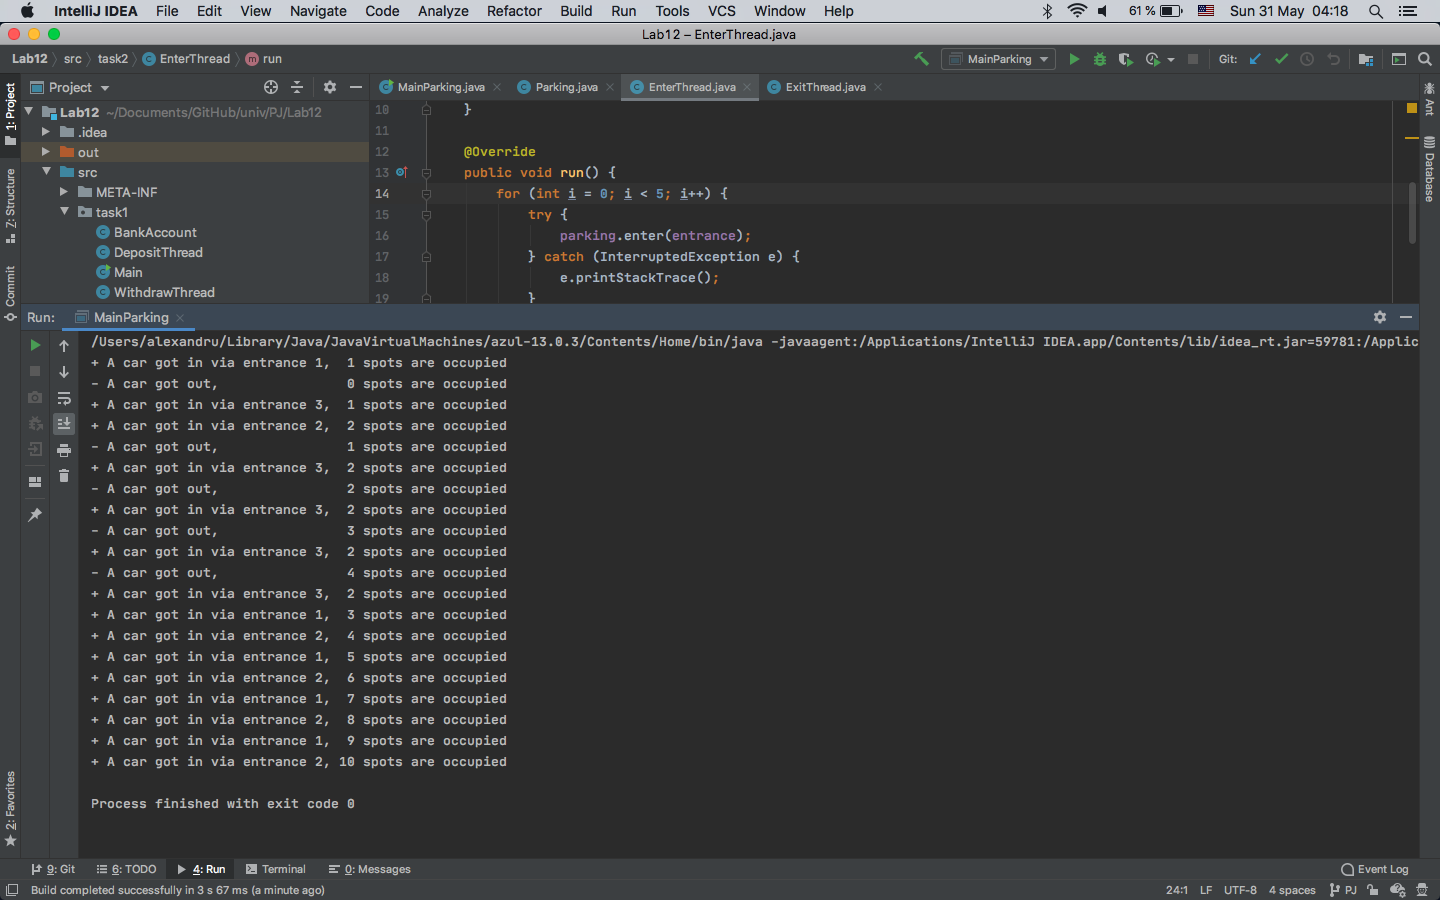 IntelliJ IDEA File Edit View Navigate Code Analyze Refactor Build Run Tools VCS Window Help 61 % Sun 31 May 04:18
Lab12 – EnterThread.java
Lab12 src task2 EnterThread run MainParking Git:
Project MainParking.java Parking.java EnterThread.java ExitThread.java
1: Project
Lab12 ~/Documents/GitHub/univ/PJ/Lab12
.idea
out
src
META-INF
task1
BankAccount
DepositThread
Main
WithdrawThread
Z: Structure
Commit
10 }
11
12 @Override
13 public void run() {
14 for (int i = 0; i < 5; i++) {
15 try {
16 parking.enter(entrance);
17 } catch (InterruptedException e) {
18 e.printStackTrace();
19 }
Ant
Database
Run: MainParking
/Users/alexandru/Library/Java/JavaVirtualMachines/azul-13.0.3/Contents/Home/bin/java -javaagent:/Applications/IntelliJ IDEA.app/Contents/lib/idea_rt.jar=59781:/Applic
+ A car got in via entrance 1,  1 spots are occupied
- A car got out,                0 spots are occupied
+ A car got in via entrance 3,  1 spots are occupied
+ A car got in via entrance 2,  2 spots are occupied
- A car got out,                1 spots are occupied
+ A car got in via entrance 3,  2 spots are occupied
- A car got out,                2 spots are occupied
+ A car got in via entrance 3,  2 spots are occupied
- A car got out,                3 spots are occupied
+ A car got in via entrance 3,  2 spots are occupied
- A car got out,                4 spots are occupied
+ A car got in via entrance 3,  2 spots are occupied
+ A car got in via entrance 1,  3 spots are occupied
+ A car got in via entrance 2,  4 spots are occupied
+ A car got in via entrance 1,  5 spots are occupied
+ A car got in via entrance 2,  6 spots are occupied
+ A car got in via entrance 1,  7 spots are occupied
+ A car got in via entrance 2,  8 spots are occupied
+ A car got in via entrance 1,  9 spots are occupied
+ A car got in via entrance 2, 10 spots are occupied
Process finished with exit code 0
2: Favorites
9: Git 6: TODO 4: Run Terminal 0: Messages Event Log
Build completed successfully in 3 s 67 ms (a minute ago) 24:1 LF UTF-8 4 spaces PJ